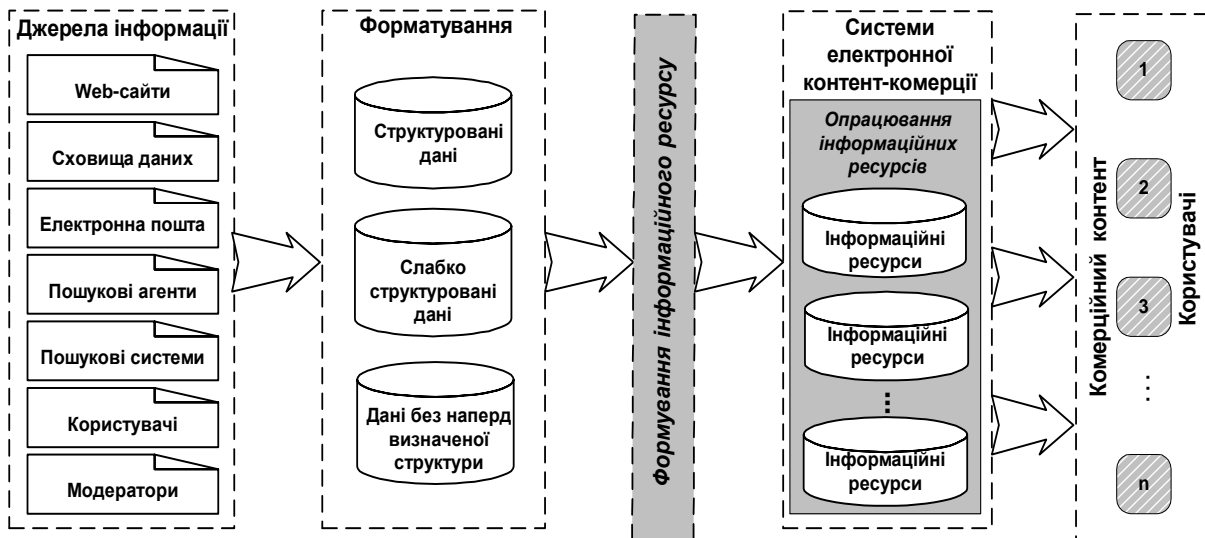 Джерела інформації
Web-сайти
Сховища даних
Електронна пошта
Пошукові агенти
Пошукові системи
Користувачі
Модератори
Форматування
Структуровані
дані
Слабко
структуровані
дані
Дані без наперд
визначеної
структури
Формування інформаційного ресурсу
Системи
електронної
контент-комерції
Опрацювання
інформаційних
ресурсів
Інформаційні
ресурси
Інформаційні
ресурси
...
Інформаційні
ресурси
Комерційний контент
1
2
3
...
n
Користувачі